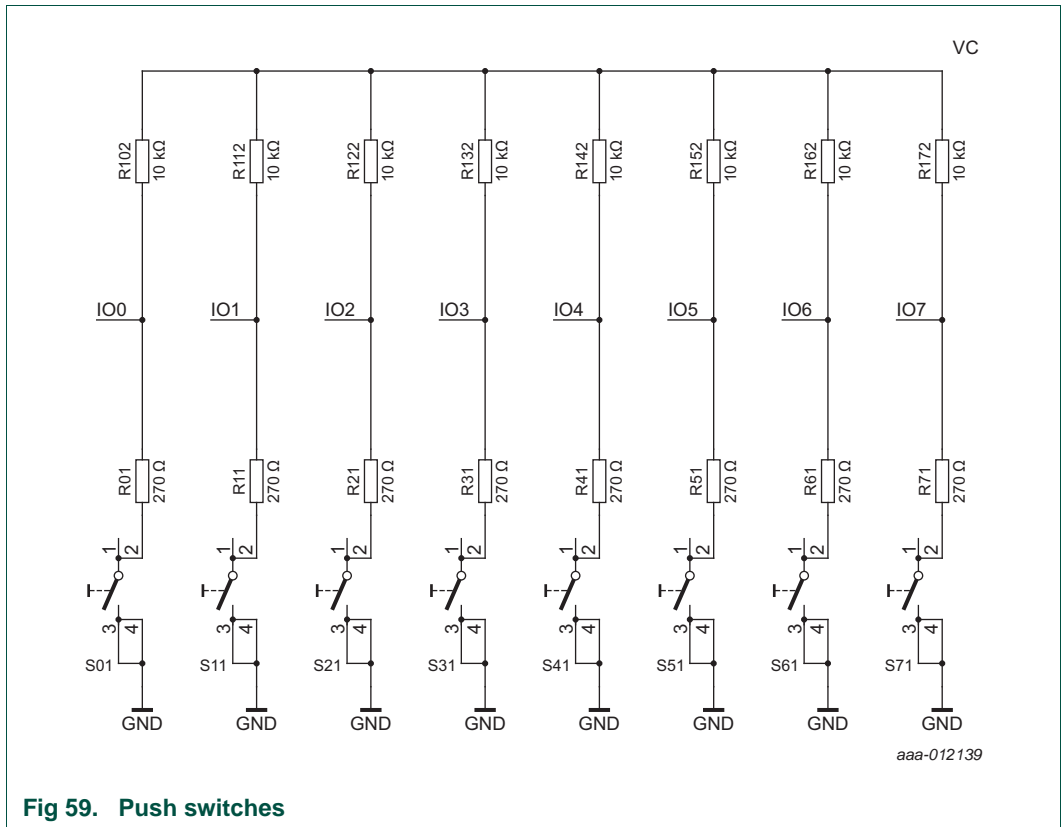 VC
R102 10 kΩ R112 10 kΩ R122 10 kΩ R132 10 kΩ R142 10 kΩ R152 10 kΩ R162 10 kΩ R172 10 kΩ
IO0 IO1 IO2 IO3 IO4 IO5 IO6 IO7
R01 270 Ω R11 270 Ω R21 270 Ω R31 270 Ω R41 270 Ω R51 270 Ω R61 270 Ω R71 270 Ω
1 2 1 2 1 2 1 2 1 2 1 2 1 2 1 2
3 4 3 4 3 4 3 4 3 4 3 4 3 4 3 4
S01 S11 S21 S31 S41 S51 S61 S71
GND GND GND GND GND GND GND GND
aaa-012139
Fig 59. Push switches